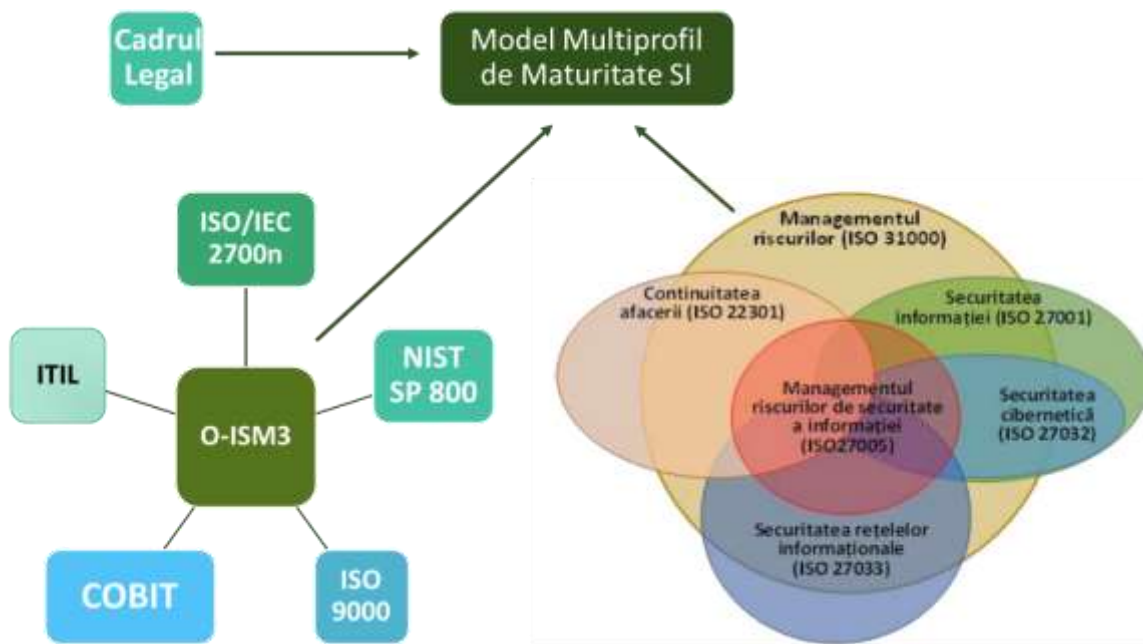 Cadrul
Legal
Model Multiprofil
de Maturitate SI
ISO/IEC
2700n
ITIL
NIST
SP 800
O-ISM3
COBIT
ISO
9000
Managementul
riscurilor (ISO 31000)
Continuitatea
afacerii (ISO 22301)
Securitatea
informației (ISO 27001)
Managementul
riscurilor de securitate
a informației
(ISO27005)
Securitatea
cibernetică
(ISO 27032)
Securitatea rețelelor
informaționale
(ISO 27033)